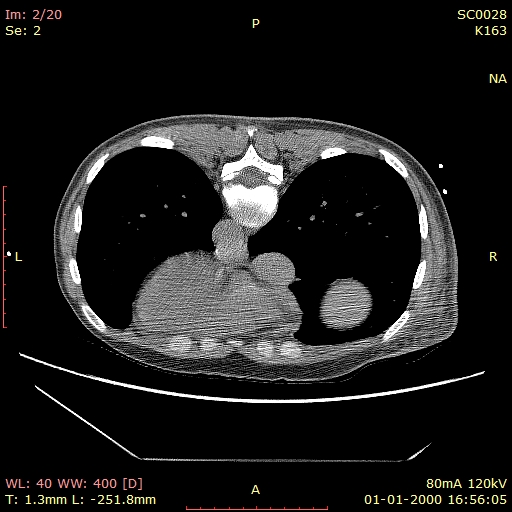 Im: 2/20
Se: 2
P
SC0028
K163
NA
L
R
WL: 40 WW: 400 [D]
T: 1.3mm L: -251.8mm
A
80mA 120kV
01-01-2000 16:56:05